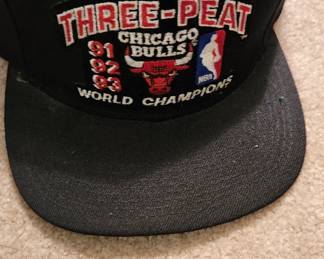 THREE-PEAT
CHICAGO
BULLS
91
92
93
NBA
WORLD CHAMPIONS